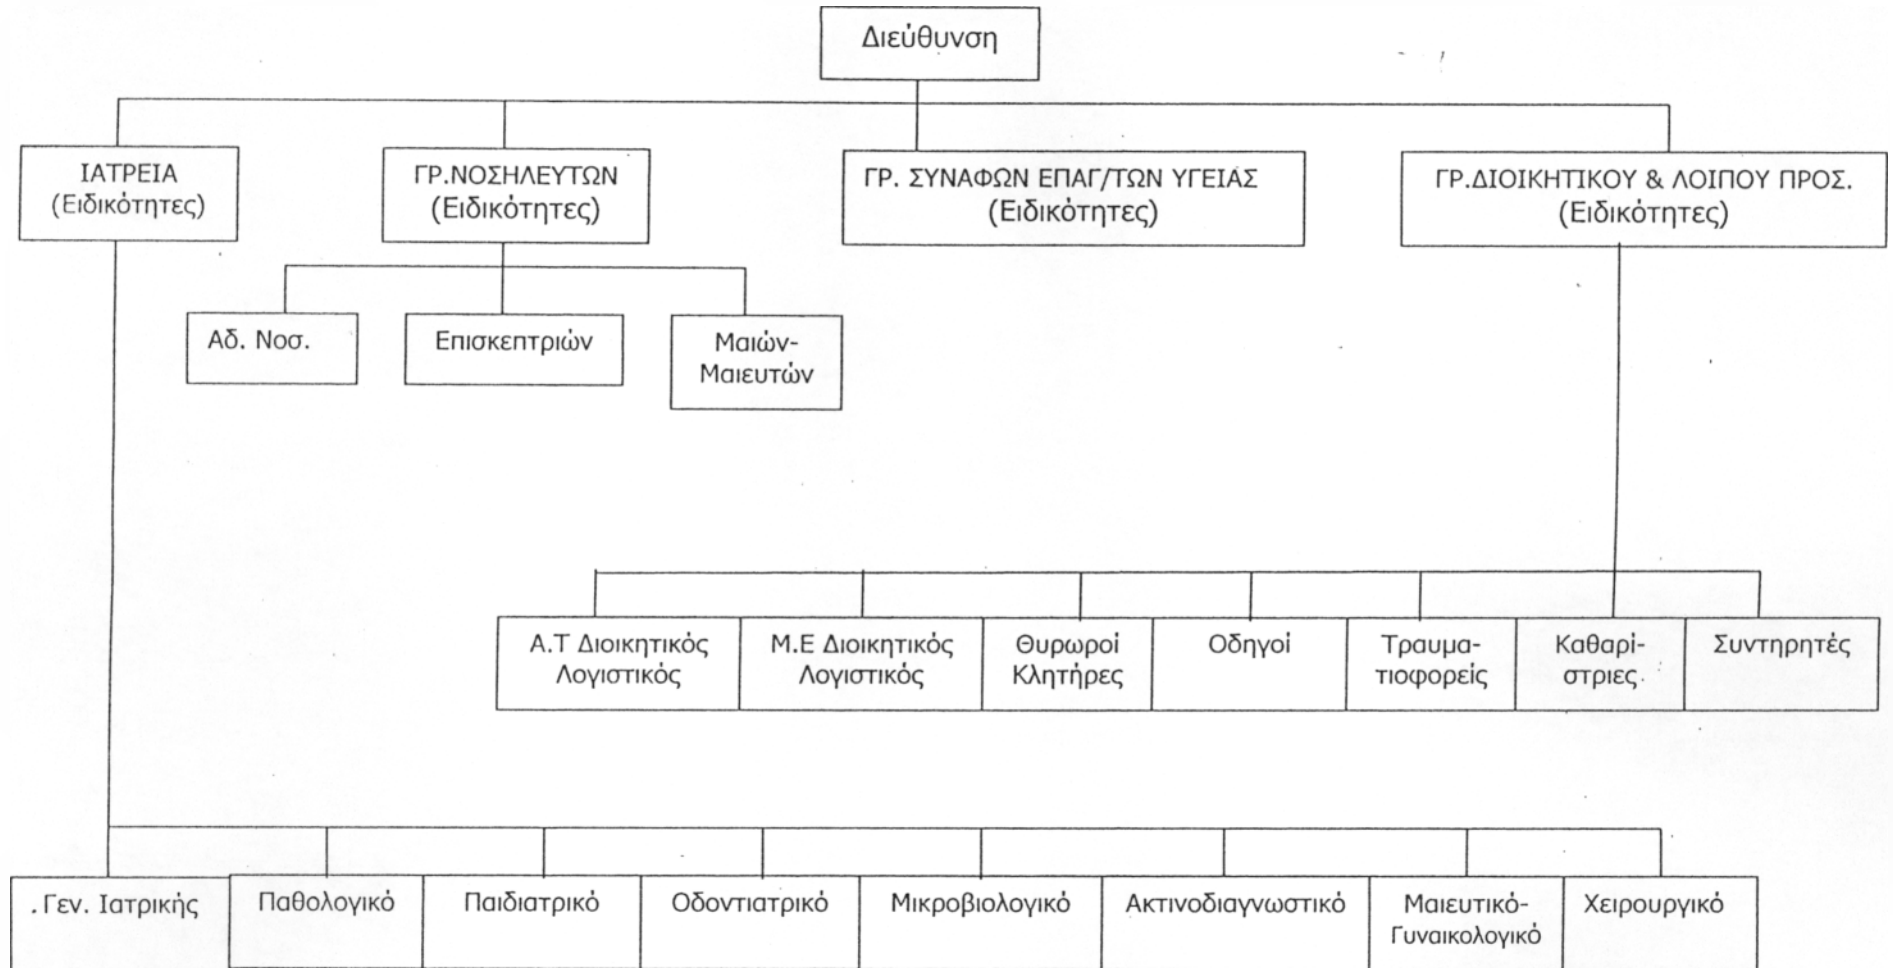 Διεύθυνση
ΙΑΤΡΕΙΑ
(Ειδικότητες)
ΓΡ.ΝΟΣΗΛΕΥΤΩΝ
(Ειδικότητες)
ΓΡ. ΣΥΝΑΦΩΝ ΕΠΑΓ/ΤΩΝ ΥΓΕΙΑΣ
(Ειδικότητες)
ΓΡ.ΔΙΟΙΚΗΤΙΚΟΥ & ΛΟΙΠΟΥ ΠΡΟΣ.
(Ειδικότητες)
Αδ. Νοσ.
Επισκεπτριών
Μαιών-
Μαιευτών
Α.Τ Διοικητικός
Λογιστικός
Μ.Ε Διοικητικός
Λογιστικός
Θυρωροί
Κλητήρες
Οδηγοί
Τραυμα-
τιοφορείς
Καθαρί-
στριες
Συντηρητές
Γεν. Ιατρικής
Παθολογικό
Παιδιατρικό
Οδοντιατρικό
Μικροβιολογικό
Ακτινοδιαγνωστικό
Μαιευτικό-
Γυναικολογικό
Χειρουργικό